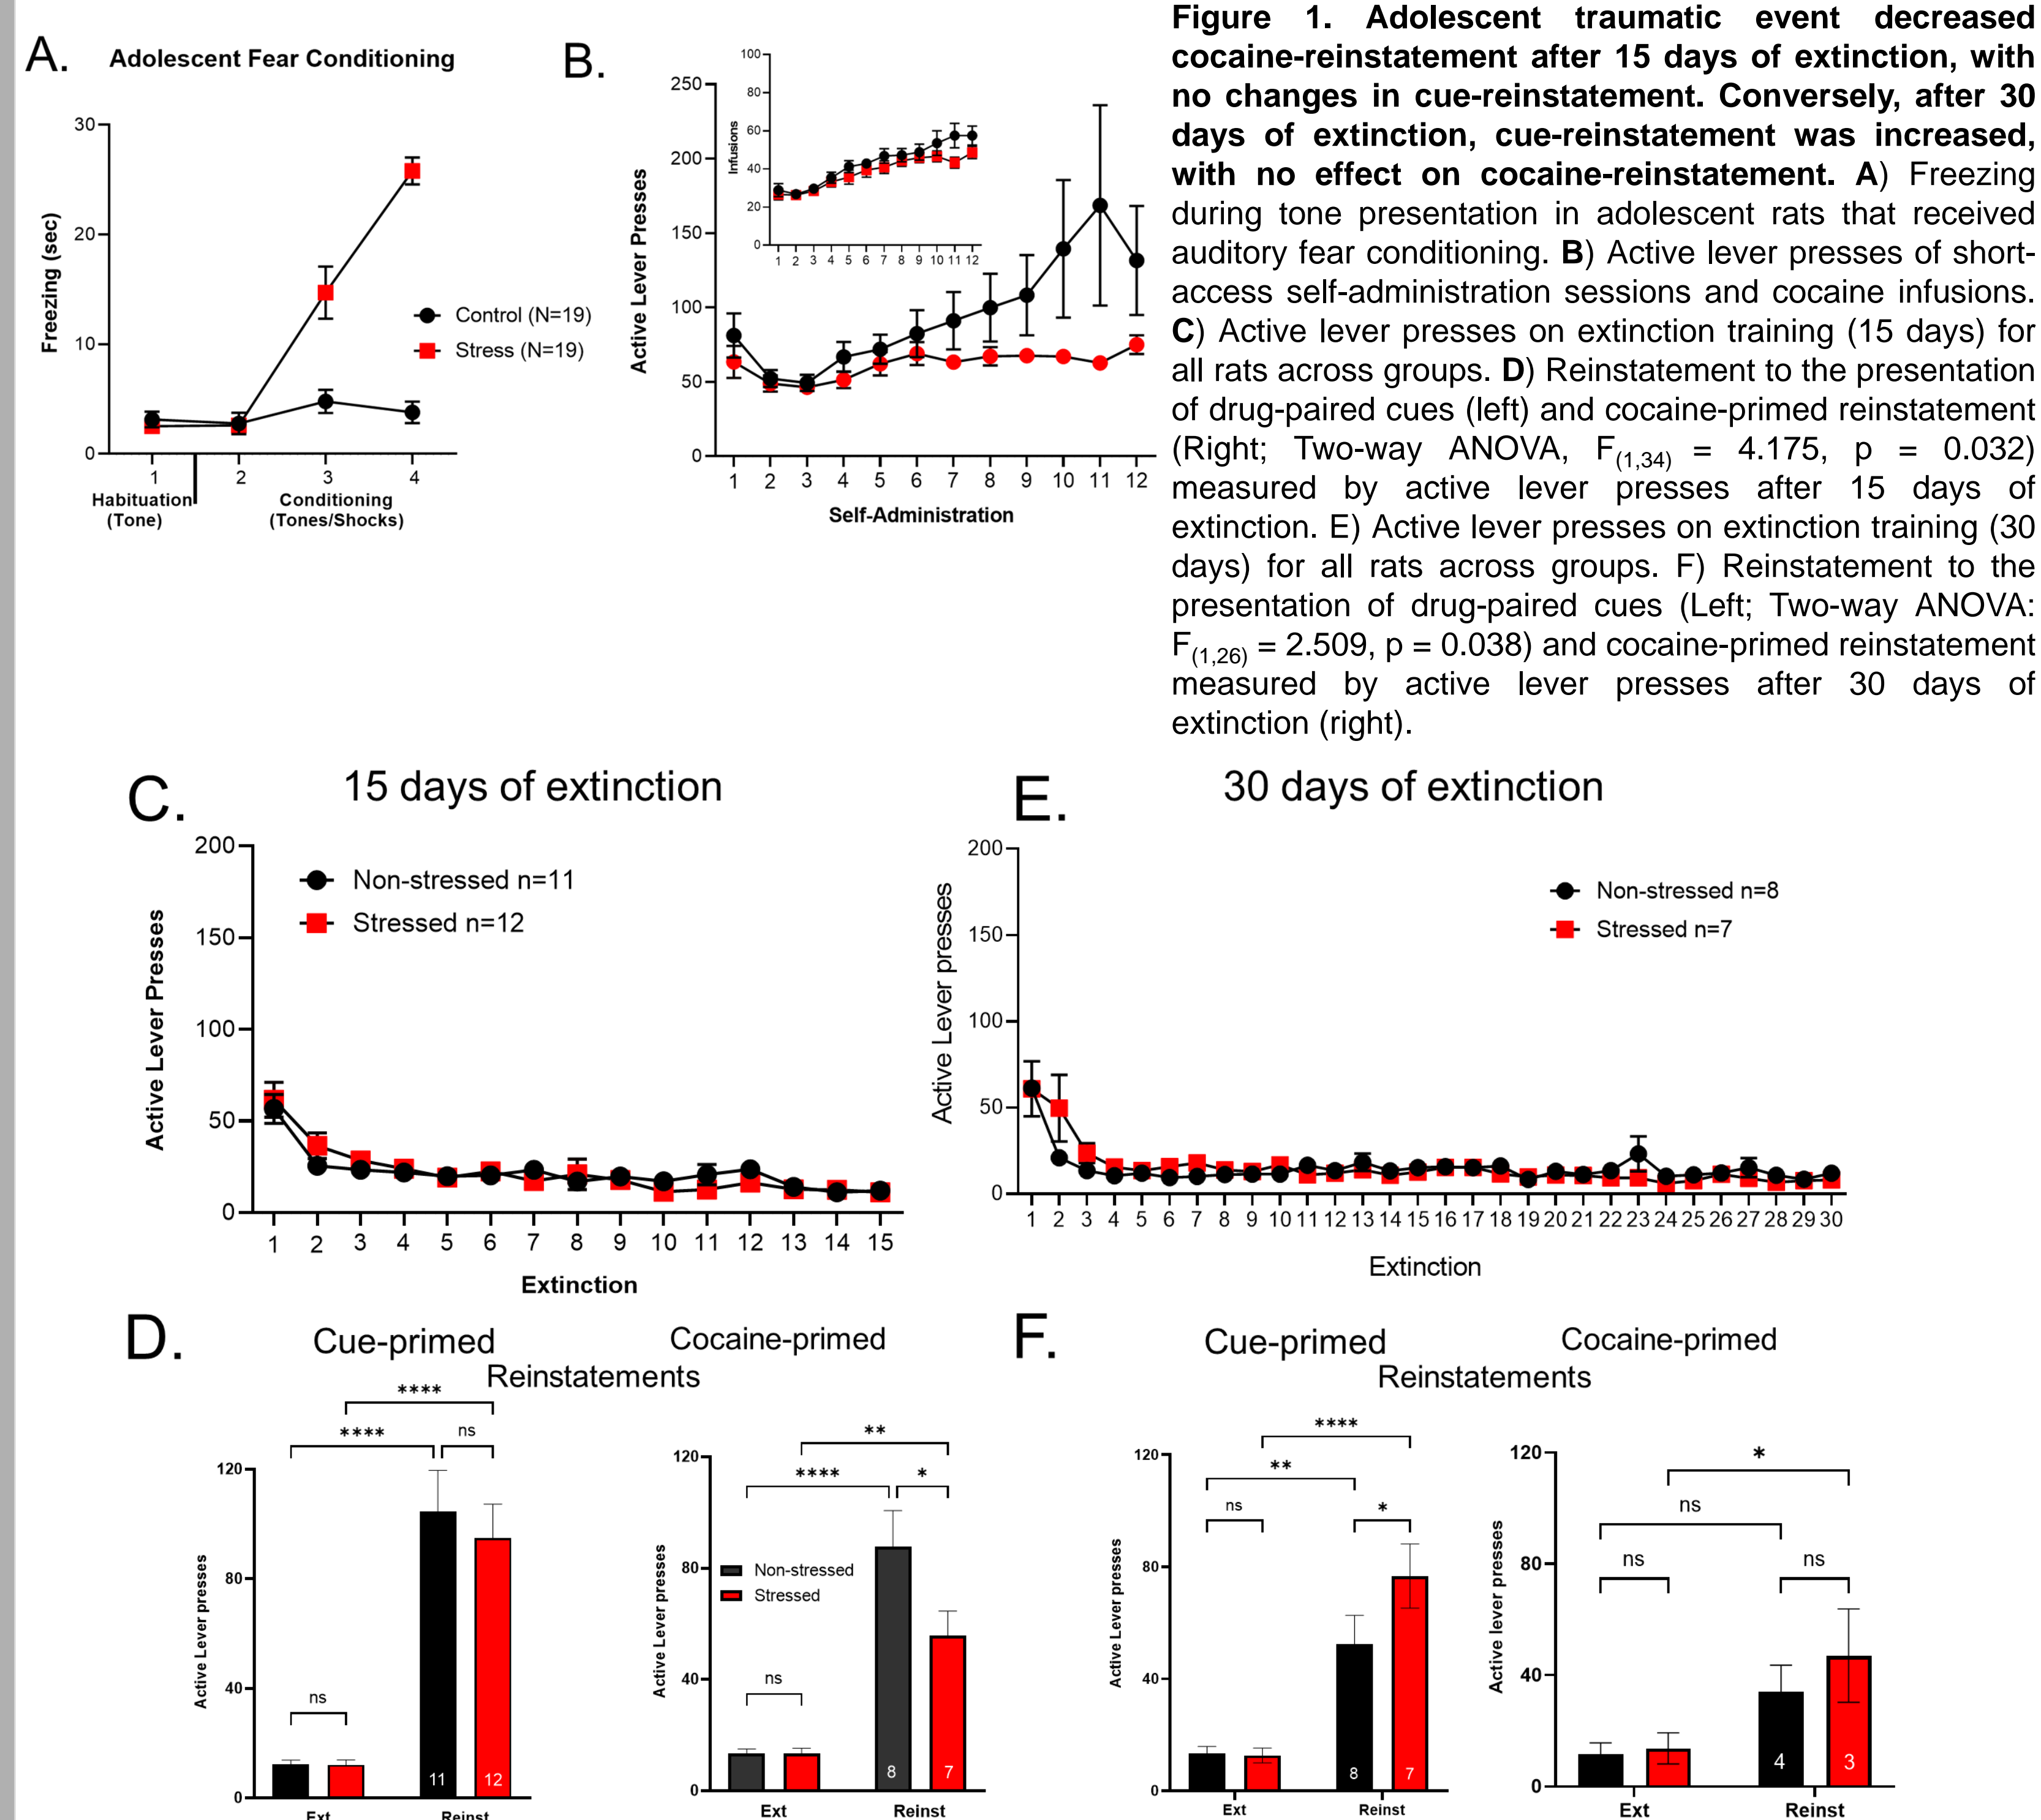 A.
Adolescent Fear Conditioning
30
20
10
0
Freezing (sec)
1
2
3
4
Habituation
(Tone)
Conditioning
(Tones/Shocks)
Control (N=19)
Stress (N=19)
B.
250
200
150
100
50
0
Active Lever Presses
100
80
60
40
20
0
Infusions
1 2 3 4 5 6 7 8 9 10 11 12
1 2 3 4 5 6 7 8 9 10 11 12
Self-Administration
Figure 1. Adolescent traumatic event decreased
cocaine-reinstatement after 15 days of extinction, with
no changes in cue-reinstatement. Conversely, after 30
days of extinction, cue-reinstatement was increased,
with no effect on cocaine-reinstatement. A) Freezing
during tone presentation in adolescent rats that received
auditory fear conditioning. B) Active lever presses of short-
access self-administration sessions and cocaine infusions.
C) Active lever presses on extinction training (15 days) for
all rats across groups. D) Reinstatement to the presentation
of drug-paired cues (left) and cocaine-primed reinstatement
(Right; Two-way ANOVA, F(1,34) = 4.175, p = 0.032)
measured by active lever presses after 15 days of
extinction. E) Active lever presses on extinction training (30
days) for all rats across groups. F) Reinstatement to the
presentation of drug-paired cues (Left; Two-way ANOVA:
F(1,26) = 2.509, p = 0.038) and cocaine-primed reinstatement
measured by active lever presses after 30 days of
extinction (right).
C.
15 days of extinction
200
150
100
50
0
Active Lever Presses
Non-stressed n=11
Stressed n=12
1 2 3 4 5 6 7 8 9 10 11 12 13 14 15
Extinction
E.
30 days of extinction
200
150
100
50
0
Active Lever presses
Non-stressed n=8
Stressed n=7
1 2 3 4 5 6 7 8 9 10 11 12 13 14 15 16 17 18 19 20 21 22 23 24 25 26 27 28 29 30
Extinction
D.
Cue-primed
Cocaine-primed
Reinstatements
****
****
ns
120
80
40
0
Active Lever presses
ns
11
12
Ext
Reinst
**
****
*
120
80
40
0
Active Lever presses
Non-stressed
Stressed
ns
8
7
Ext
Reinst
F.
Cue-primed
Cocaine-primed
Reinstatements
****
**
ns
*
120
80
40
0
Active Lever presses
8
7
Ext
Reinst
*
ns
ns
ns
120
80
40
0
Active lever presses
4
3
Ext
Reinst